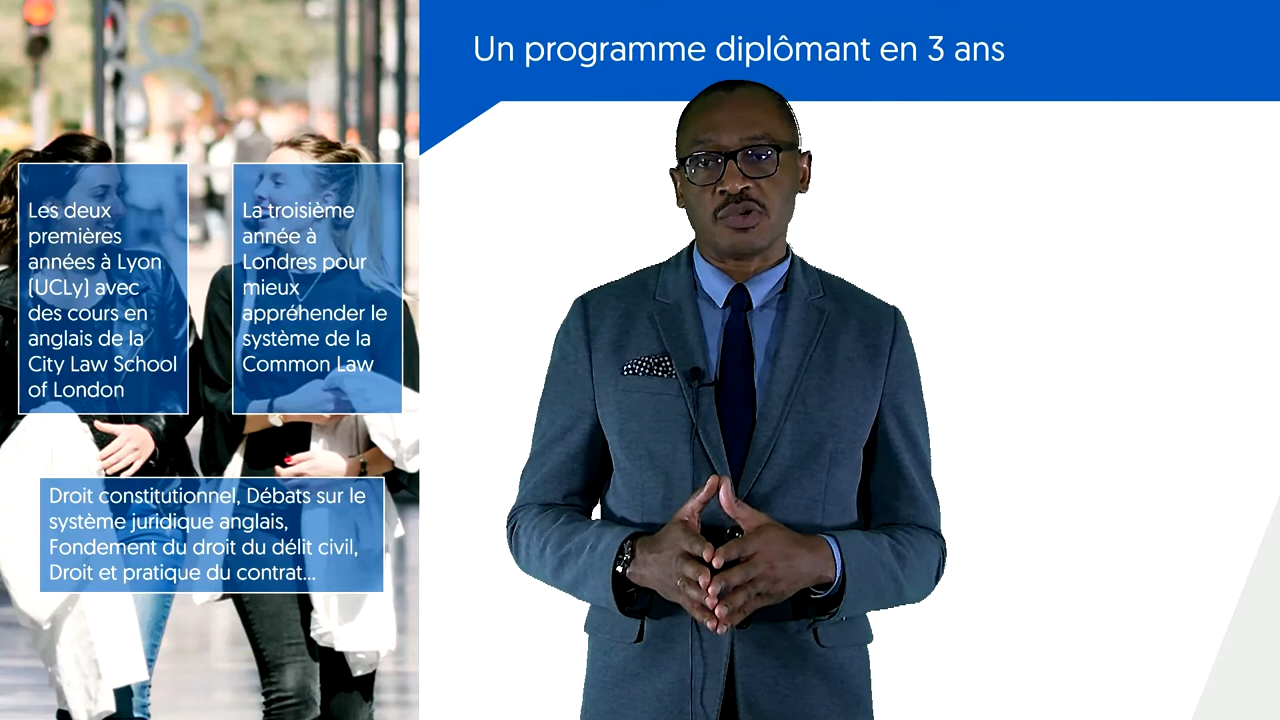 Un programme diplômant en 3 ans
Les deux
premières
années à Lyon
(UCLy) avec
des cours en
anglais de la
City Law School
of London
La troisième
année à
Londres pour
mieux
appréhender le
système de la
Common Law
Droit constitutionnel, Débats sur le
système juridique anglais,
Fondement du droit du délit civil,
Droit et pratique du contrat...